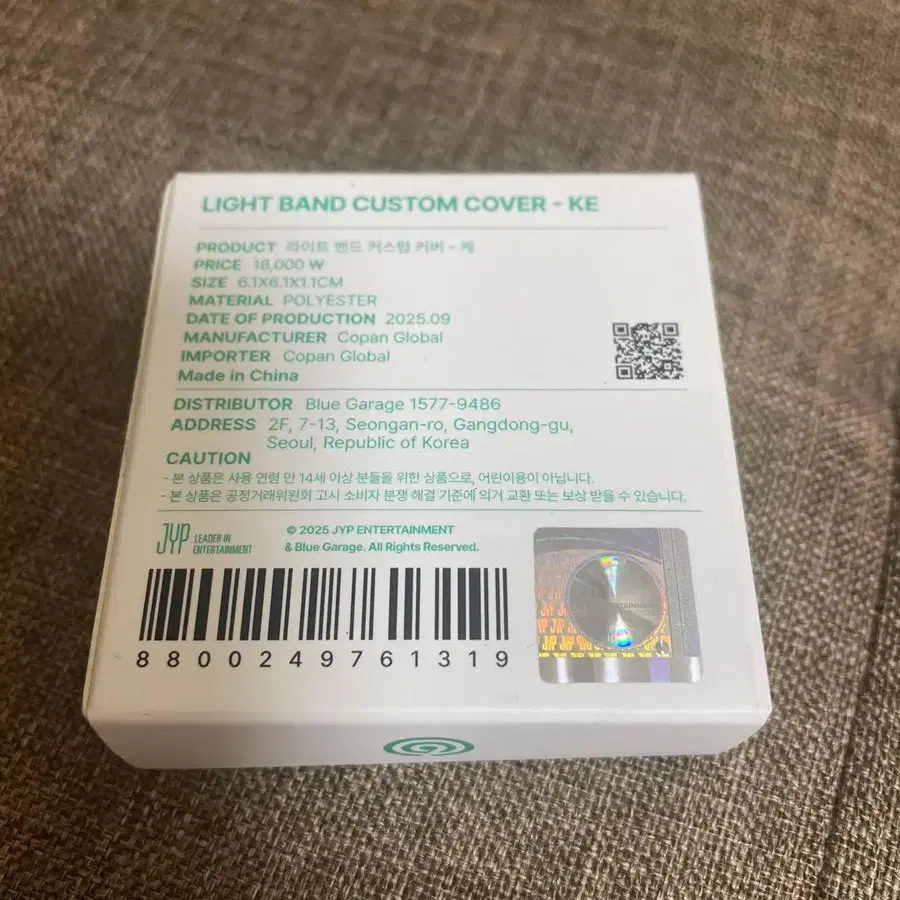 LIGHT BAND CUSTOM COVER - KE
PRODUCT 라이트 밴드 커스텀 커버 - 케
PRICE 18,000 ₩
SIZE 6.1X6.1X1.1CM
MATERIAL POLYESTER
DATE OF PRODUCTION 2025.09
MANUFACTURER Copan Global
IMPORTER Copan Global
Made in China
DISTRIBUTOR Blue Garage 1577-9486
ADDRESS 2F, 7-13, Seongan-ro, Gangdong-gu,
Seoul, Republic of Korea
CAUTION
- 본 상품은 사용 연령 만 14세 이상 분들을 위한 상품으로, 어린이용이 아닙니다.
- 본 상품은 공정거래위원회 고시 소비자 분쟁 해결 기준에 의거 교환 또는 보상 받을 수 있습니다.
JYP LEADER IN
ENTERTAINMENT
© 2025 JYP ENTERTAINMENT
& Blue Garage. All Rights Reserved.
8800249761319
JYP JYP JYP